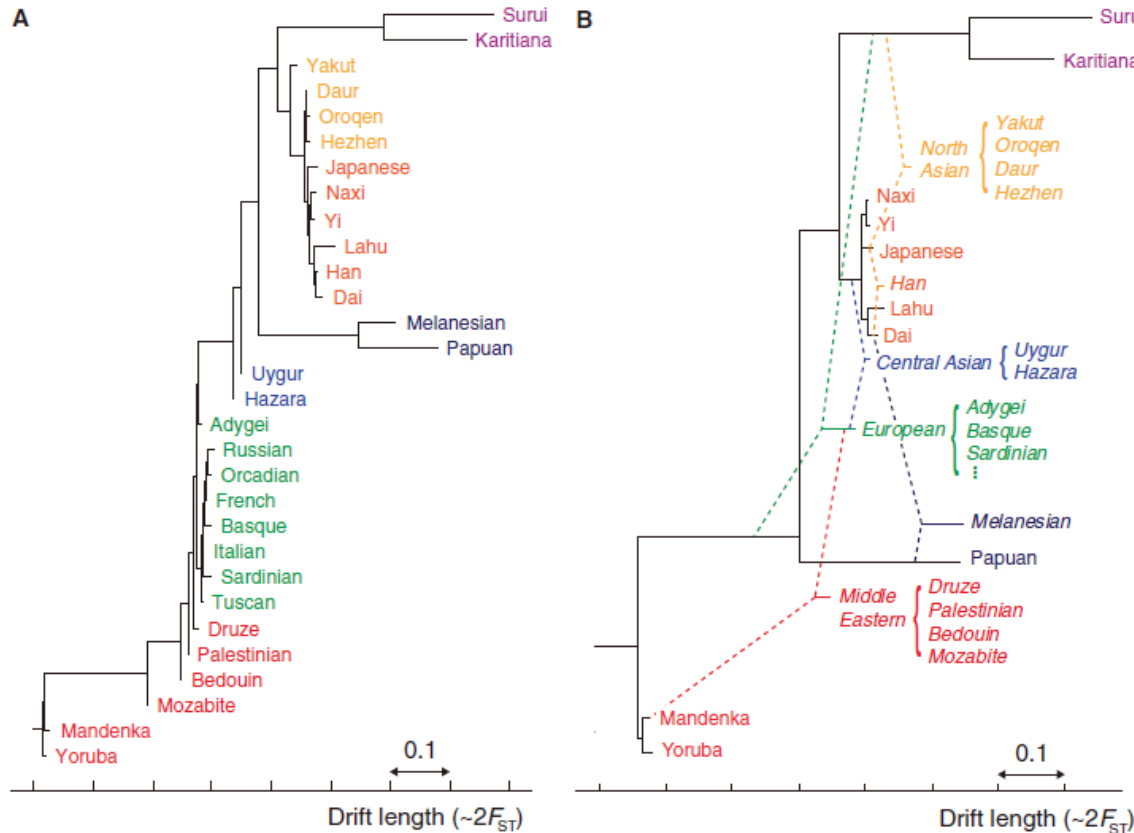 A
Surui
Karitiana
Yakut
Daur
Oroqen
Hezhen
Japanese
Naxi
Yi
Lahu
Han
Dai
Melanesian
Papuan
Uygur
Hazara
Adygei
Russian
Orcadian
French
Basque
Italian
Sardinian
Tuscan
Druze
Palestinian
Bedouin
Mozabite
Mandenka
Yoruba
0.1
Drift length (~2FST)
B
Suru
Karitiana
North
Asian
Yakut
Oroqen
Daur
Hezhen
Naxi
Yi
Japanese
Han
Lahu
Dai
Central Asian
Uygur
Hazara
European
Adygei
Basque
Sardinian
⋮
Melanesian
Papuan
Middle
Eastern
Druze
Palestinian
Bedouin
Mozabite
Mandenka
Yoruba
0.1
Drift length (~2FST)